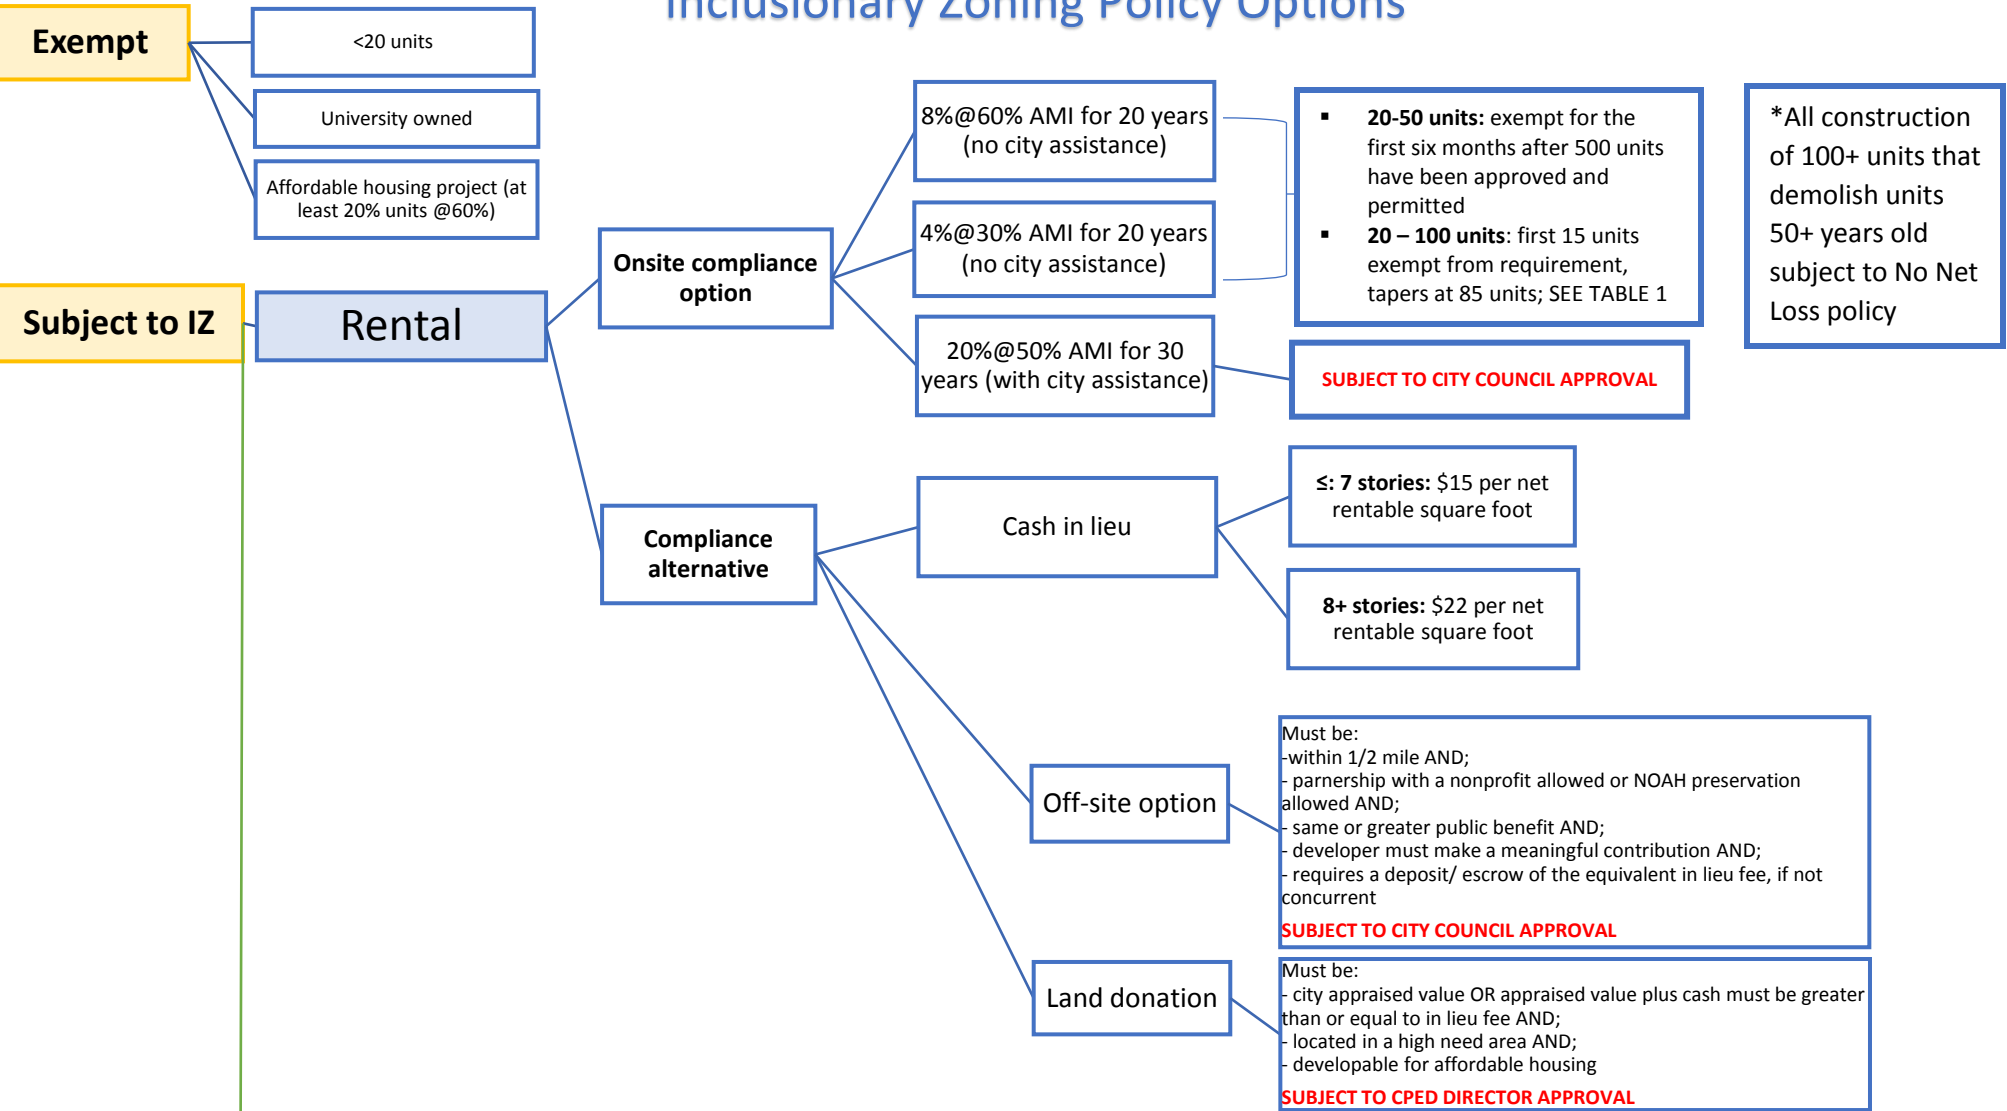 Inclusionary Zoning Policy Options
Exempt
<20 units
University owned
Affordable housing project (at
least 20% units @60%)
Subject to IZ
Rental
Onsite compliance
option
8%@60% AMI for 20 years
(no city assistance)
4%@30% AMI for 20 years
(no city assistance)
20%@50% AMI for 30
years (with city assistance)
▪ 20-50 units: exempt for the
first six months after 500 units
have been approved and
permitted
▪ 20 – 100 units: first 15 units
exempt from requirement,
tapers at 85 units; SEE TABLE 1
SUBJECT TO CITY COUNCIL APPROVAL
*All construction
of 100+ units that
demolish units
50+ years old
subject to No Net
Loss policy
Compliance
alternative
Cash in lieu
≤: 7 stories: $15 per net
rentable square foot
8+ stories: $22 per net
rentable square foot
Off-site option
Must be:
-within 1/2 mile AND;
- parnership with a nonprofit allowed or NOAH preservation
allowed AND;
- same or greater public benefit AND;
- developer must make a meaningful contribution AND;
- requires a deposit/ escrow of the equivalent in lieu fee, if not
concurrent
SUBJECT TO CITY COUNCIL APPROVAL
Land donation
Must be:
- city appraised value OR appraised value plus cash must be greater
than or equal to in lieu fee AND;
- located in a high need area AND;
- developable for affordable housing
SUBJECT TO CPED DIRECTOR APPROVAL